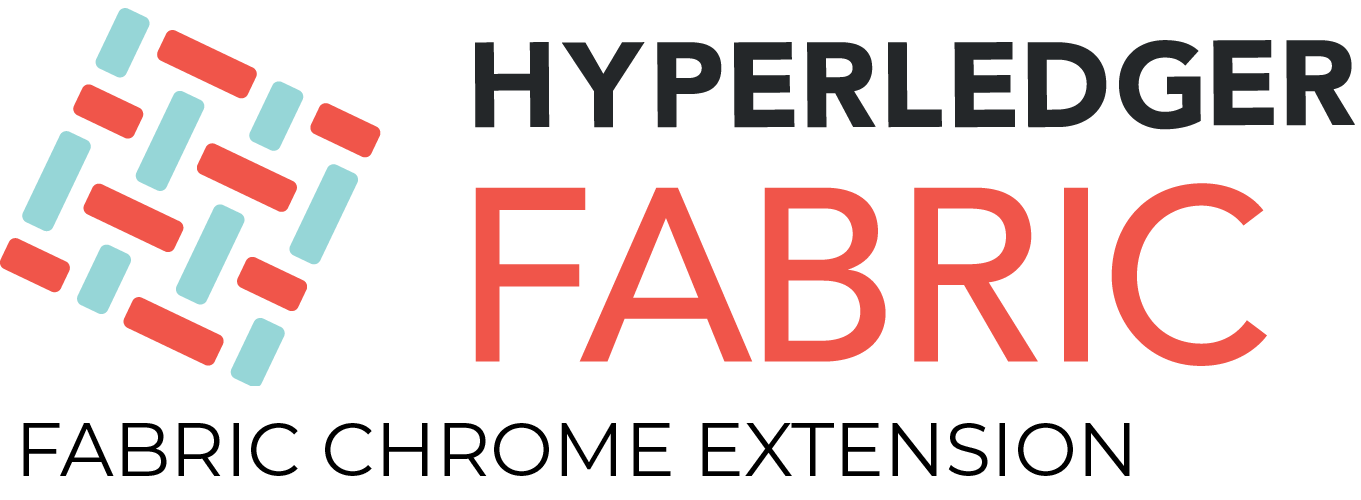 HYPERLEDGER
FABRIC
FABRIC CHROME EXTENSION